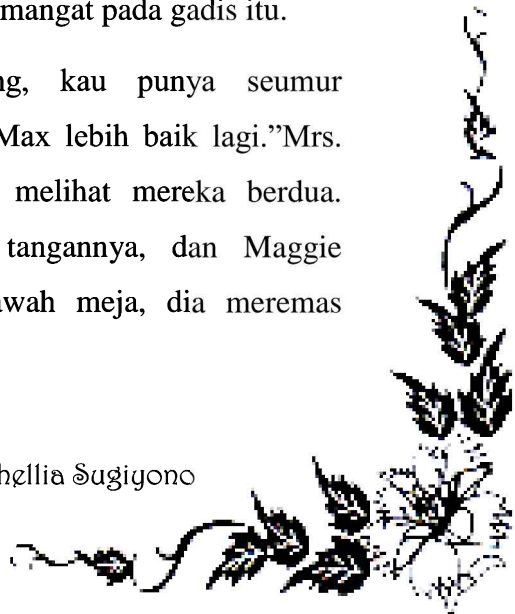 mangat pada gadis itu.
ng, kau punya seumur
Max lebih baik lagi.”Mrs.
melihat mereka berdua.
tangannya, dan Maggie
awah meja, dia meremas
hellia Sugiyono